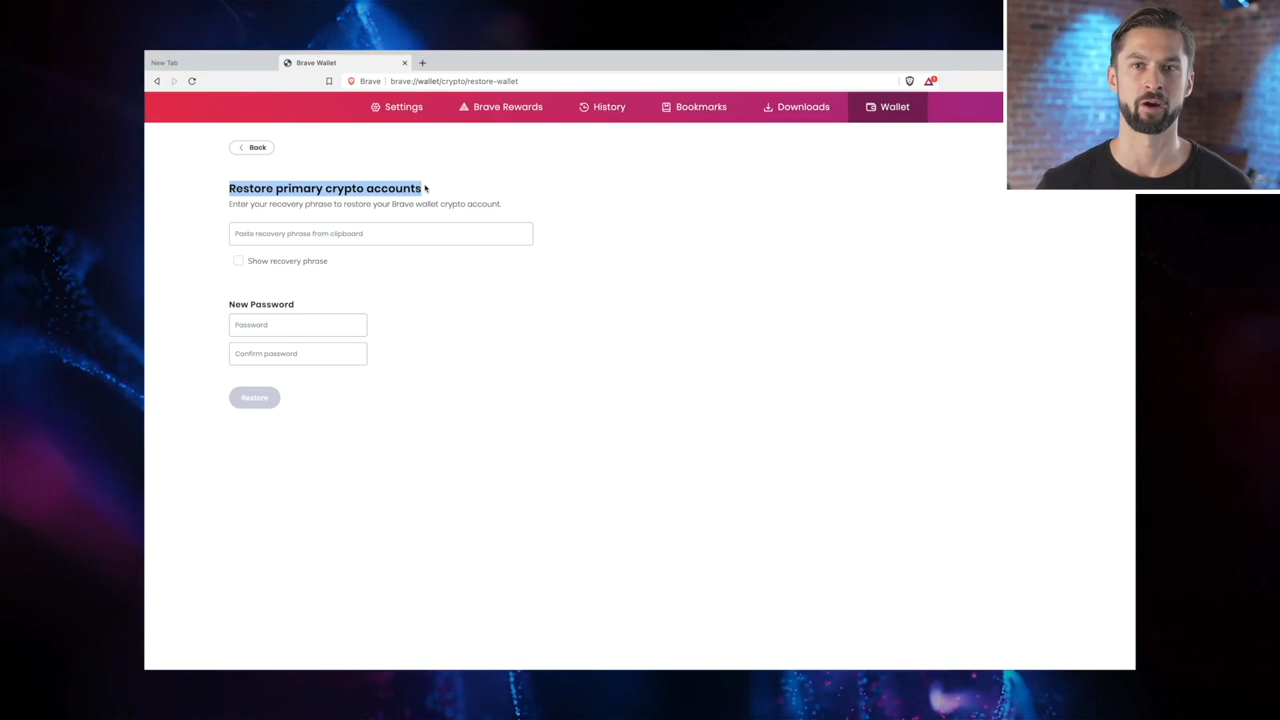 New Tab
Brave Wallet
Brave
brave://wallet/crypto/restore-wallet
Settings
Brave Rewards
History
Bookmarks
Downloads
Wallet
Back
Restore primary crypto accounts
Enter your recovery phrase to restore your Brave wallet crypto account.
Paste recovery phrase from clipboard
Show recovery phrase
New Password
Password
Confirm password
Restore